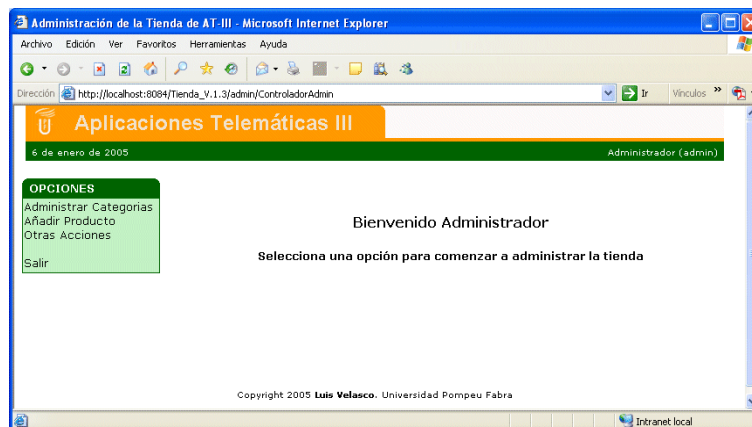 Administración de la Tienda de AT-III - Microsoft Internet Explorer
Archivo Edición Ver Favoritos Herramientas Ayuda
Dirección http://localhost:8084/Tienda_V.1.3/admin/ControladorAdmin Ir Vínculos »
Aplicaciones Telemáticas III
6 de enero de 2005 Administrador (admin)
OPCIONES
Administrar Categorias
Añadir Producto
Otras Acciones
Salir
Bienvenido Administrador
Selecciona una opción para comenzar a administrar la tienda
Copyright 2005 Luis Velasco. Universidad Pompeu Fabra
Intranet local